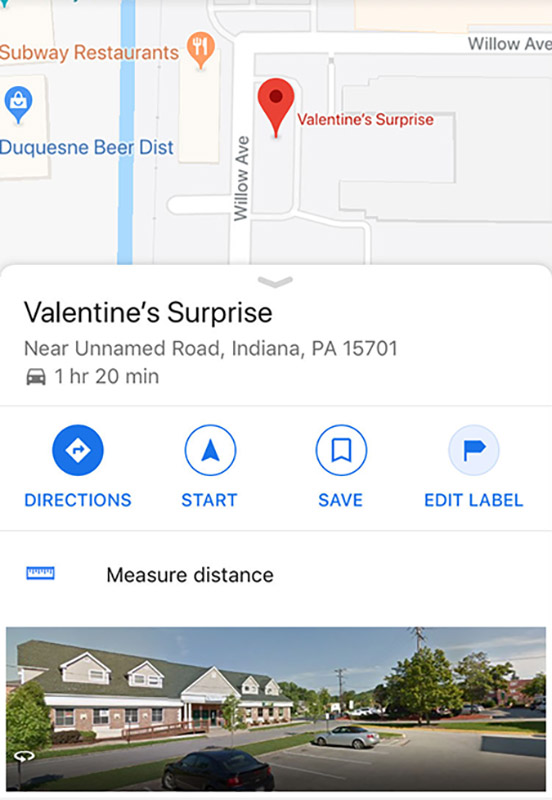 Willow Ave
Subway Restaurants
Valentine's Surprise
Duquesne Beer Dist
Willow Ave
Valentine's Surprise
Near Unnamed Road, Indiana, PA 15701
1 hr 20 min
DIRECTIONS START SAVE EDIT LABEL
Measure distance